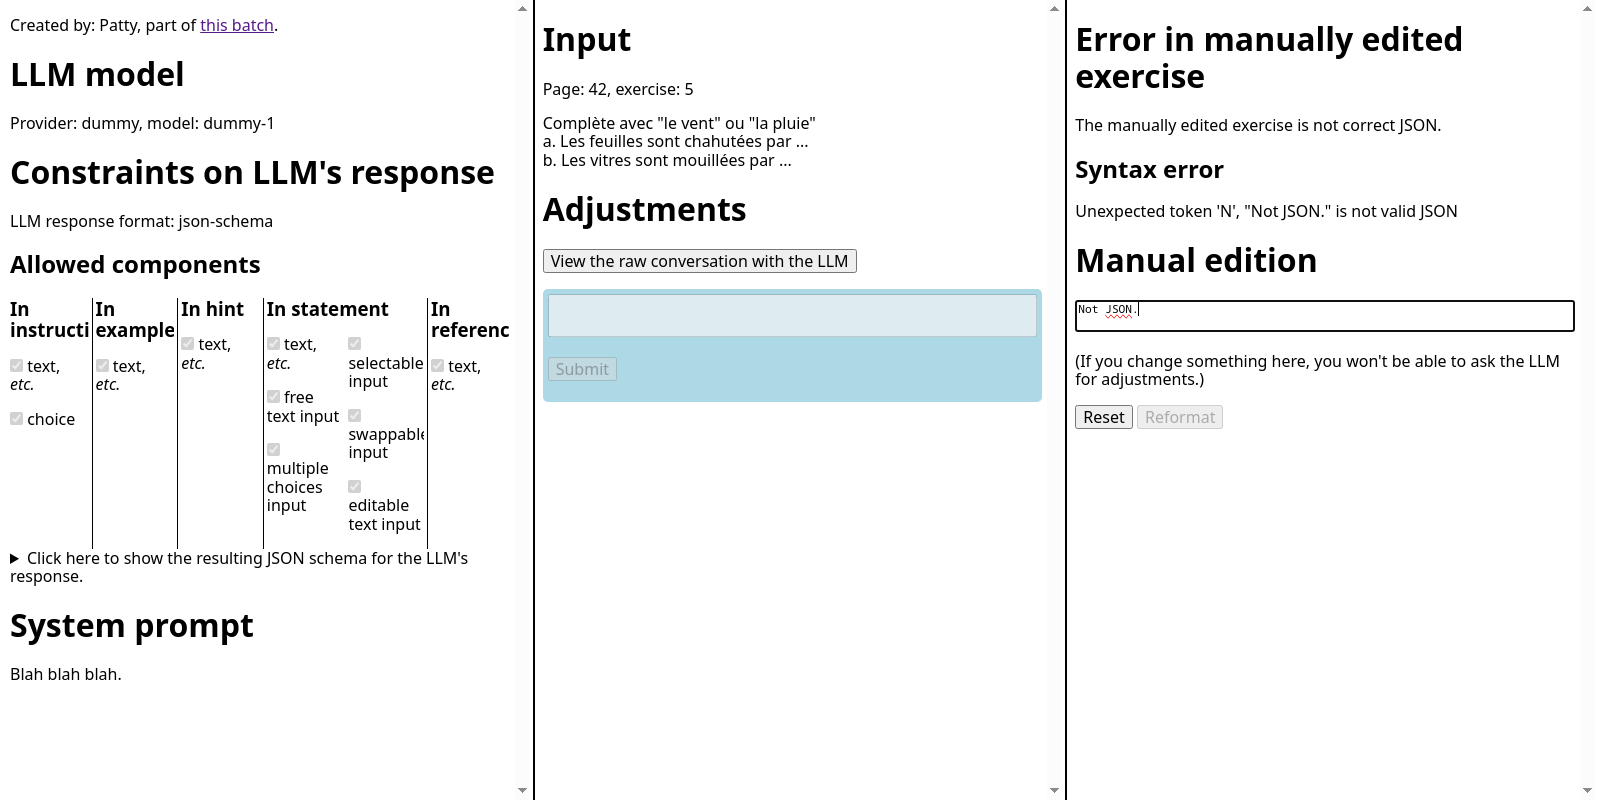 Created by: Patty, part of this batch.
LLM model
Provider: dummy, model: dummy-1
Constraints on LLM's response
LLM response format: json-schema
Allowed components
In
instructi
text,
etc.
choice
In
example
text,
etc.
In hint
text,
etc.
In statement
text,
etc.
free
text input
multiple
choices
input
selectable
input
swappable
input
editable
text input
In
referenc
text,
etc.
Click here to show the resulting JSON schema for the LLM's
response.
System prompt
Blah blah blah.
Input
Page: 42, exercise: 5
Complète avec "le vent" ou "la pluie"
a. Les feuilles sont chahutées par ...
b. Les vitres sont mouillées par ...
Adjustments
View the raw conversation with the LLM
Submit
Error in manually edited
exercise
The manually edited exercise is not correct JSON.
Syntax error
Unexpected token 'N', "Not JSON." is not valid JSON
Manual edition
Not JSON.
(If you change something here, you won't be able to ask the LLM
for adjustments.)
Reset Reformat